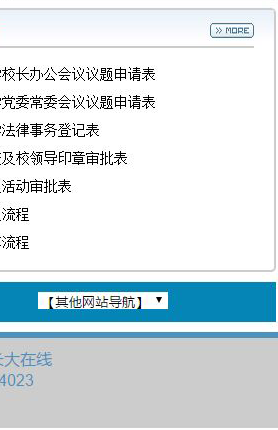 MORE
校长办公会议议题申请表
党委常委会议议题申请表
法律事务登记表
及校领导印章审批表
活动审批表
流程
流程
【其他网站导航】
大在线
4023